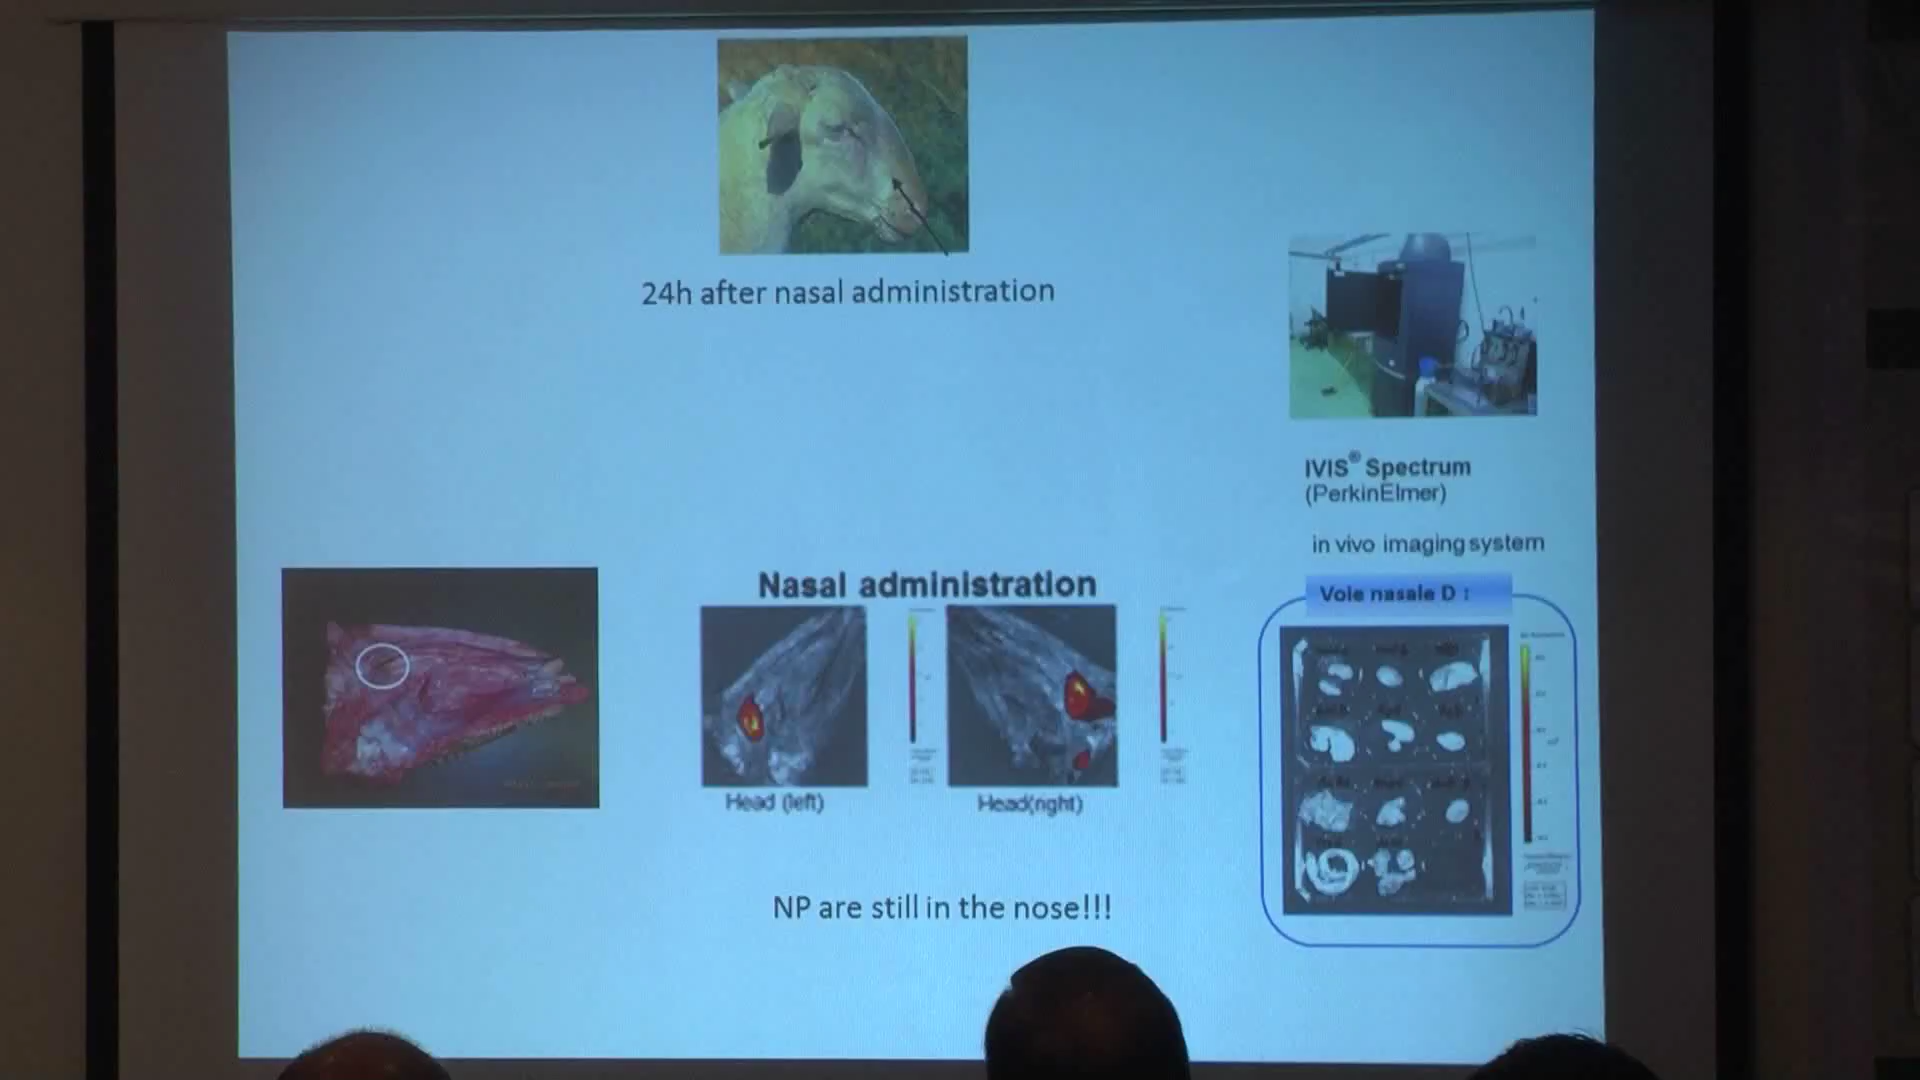 24h after nasal administration
IVIS® Spectrum
(PerkinElmer)
in vivo imaging system
Nasal administration
Voie nasale D :
Head (left)
Head(right)
NP are still in the nose!!!